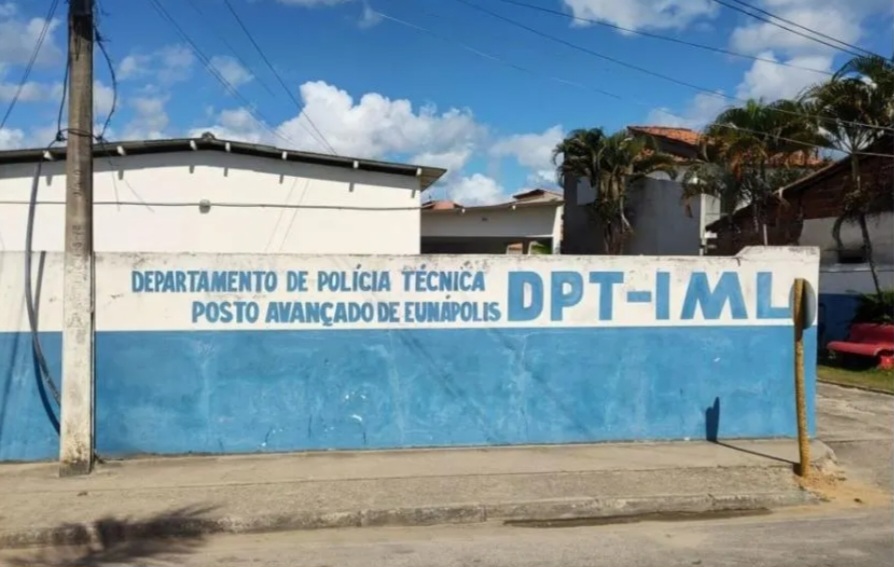 DEPARTAMENTO DE POLÍCIA TÉCNICA
POSTO AVANÇADO DE EUNÁPOLIS
DPT-IML